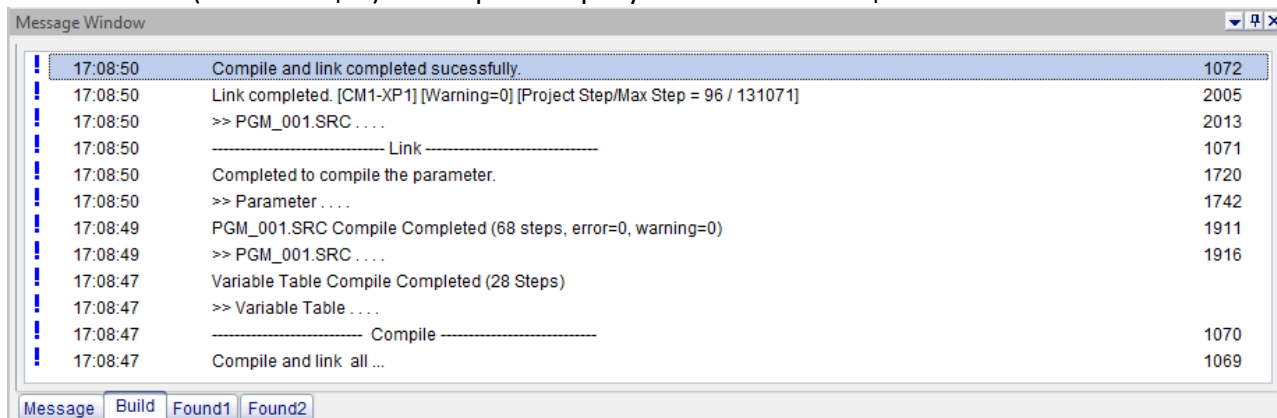 Message Window
! 17:08:50 Compile and link completed sucessfully. 1072
! 17:08:50 Link completed. [CM1-XP1] [Warning=0] [Project Step/Max Step = 96 / 131071] 2005
! 17:08:50 >> PGM_001.SRC . . . . 2013
! 17:08:50 ------------------------------- Link ------------------------------- 1071
! 17:08:50 Completed to compile the parameter. 1720
! 17:08:50 >> Parameter . . . . 1742
! 17:08:49 PGM_001.SRC Compile Completed (68 steps, error=0, warning=0) 1911
! 17:08:49 >> PGM_001.SRC . . . . 1916
! 17:08:47 Variable Table Compile Completed (28 Steps)
! 17:08:47 >> Variable Table . . . .
! 17:08:47 --------------------------- Compile ---------------------------- 1070
! 17:08:47 Compile and link all ... 1069
Message Build Found1 Found2